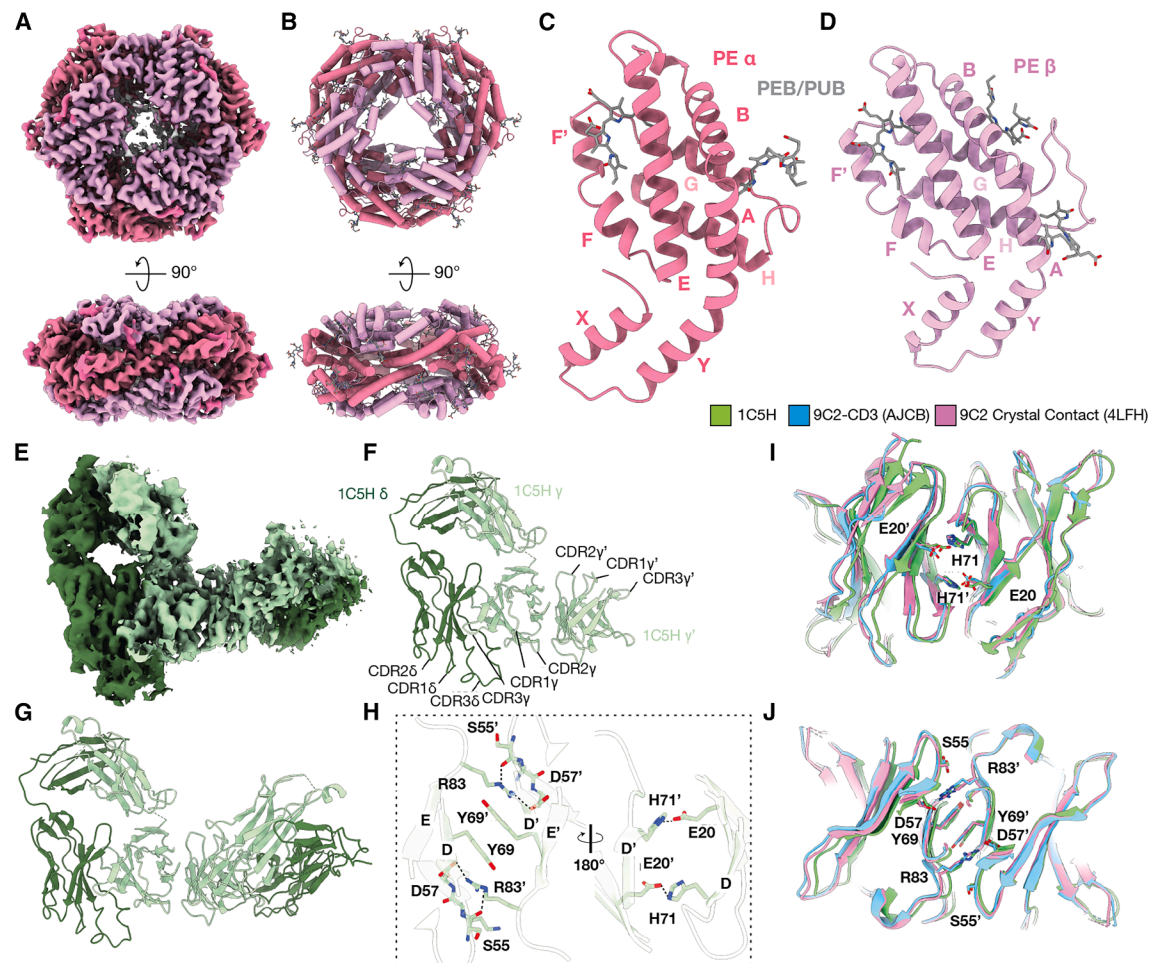 A
B
C
D
90°
90°
PE α
PEB/PUB
B
F'
G
A
F
E
H
X
Y
B
PE β
F'
G
F
H
E
A
X
Y
1C5H
9C2-CD3 (AJCB)
9C2 Crystal Contact (4LFH)
E
F
I
1C5H δ
1C5H γ
CDR2γ'
CDR1γ'
CDR3γ'
1C5H γ'
CDR2δ
CDR1δ
CDR3δ
CDR3γ
CDR1γ
CDR2γ
E20'
H71
H71'
E20
G
H
J
S55'
R83
D57'
D'
E
Y69'
E'
D
Y69
D57
R83'
S55
180°
H71'
E20
D'
E20'
D
H71
S55
R83'
D57
Y69
Y69'
D57'
R83
S55'